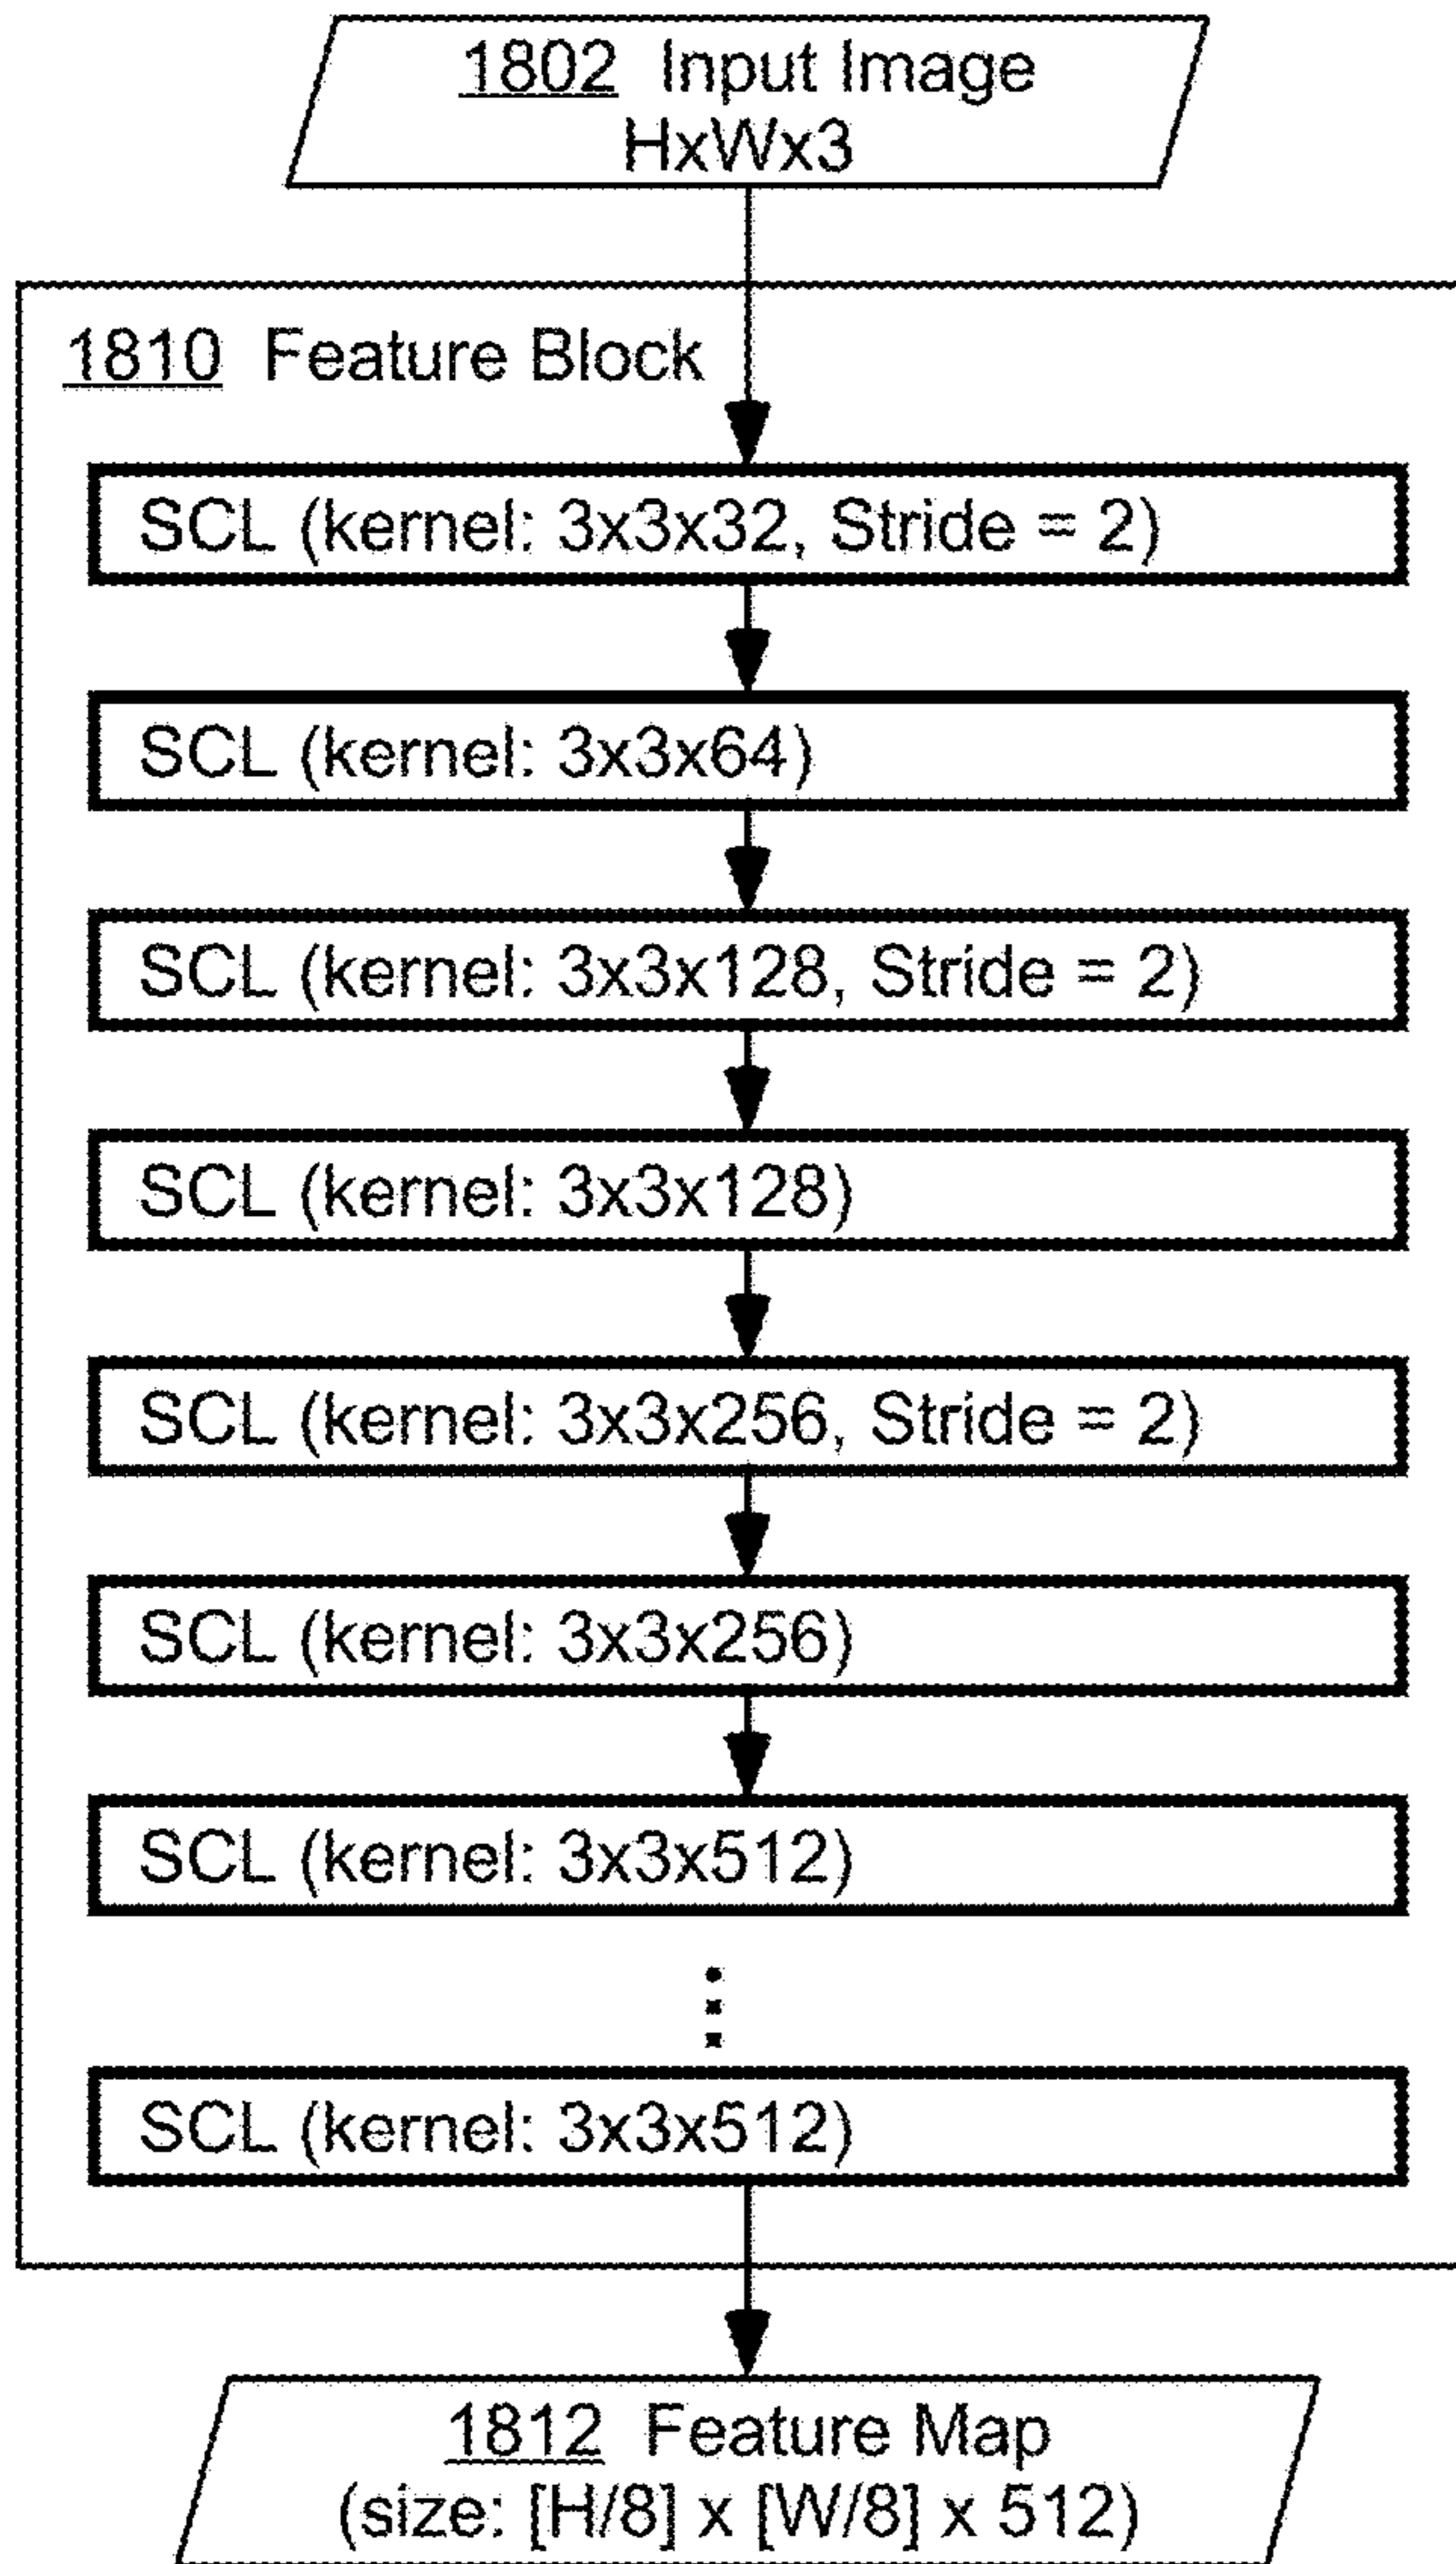 1802 Input Image
HxWx3
1810 Feature Block
SCL (kernel: 3x3x32, Stride = 2)
SCL (kernel: 3x3x64)
SCL (kernel: 3x3x128, Stride = 2)
SCL (kernel: 3x3x128)
SCL (kernel: 3x3x256, Stride = 2)
SCL (kernel: 3x3x256)
SCL (kernel: 3x3x512)
⋮
SCL (kernel: 3x3x512)
1812 Feature Map
(size: [H/8] x [W/8] x 512)